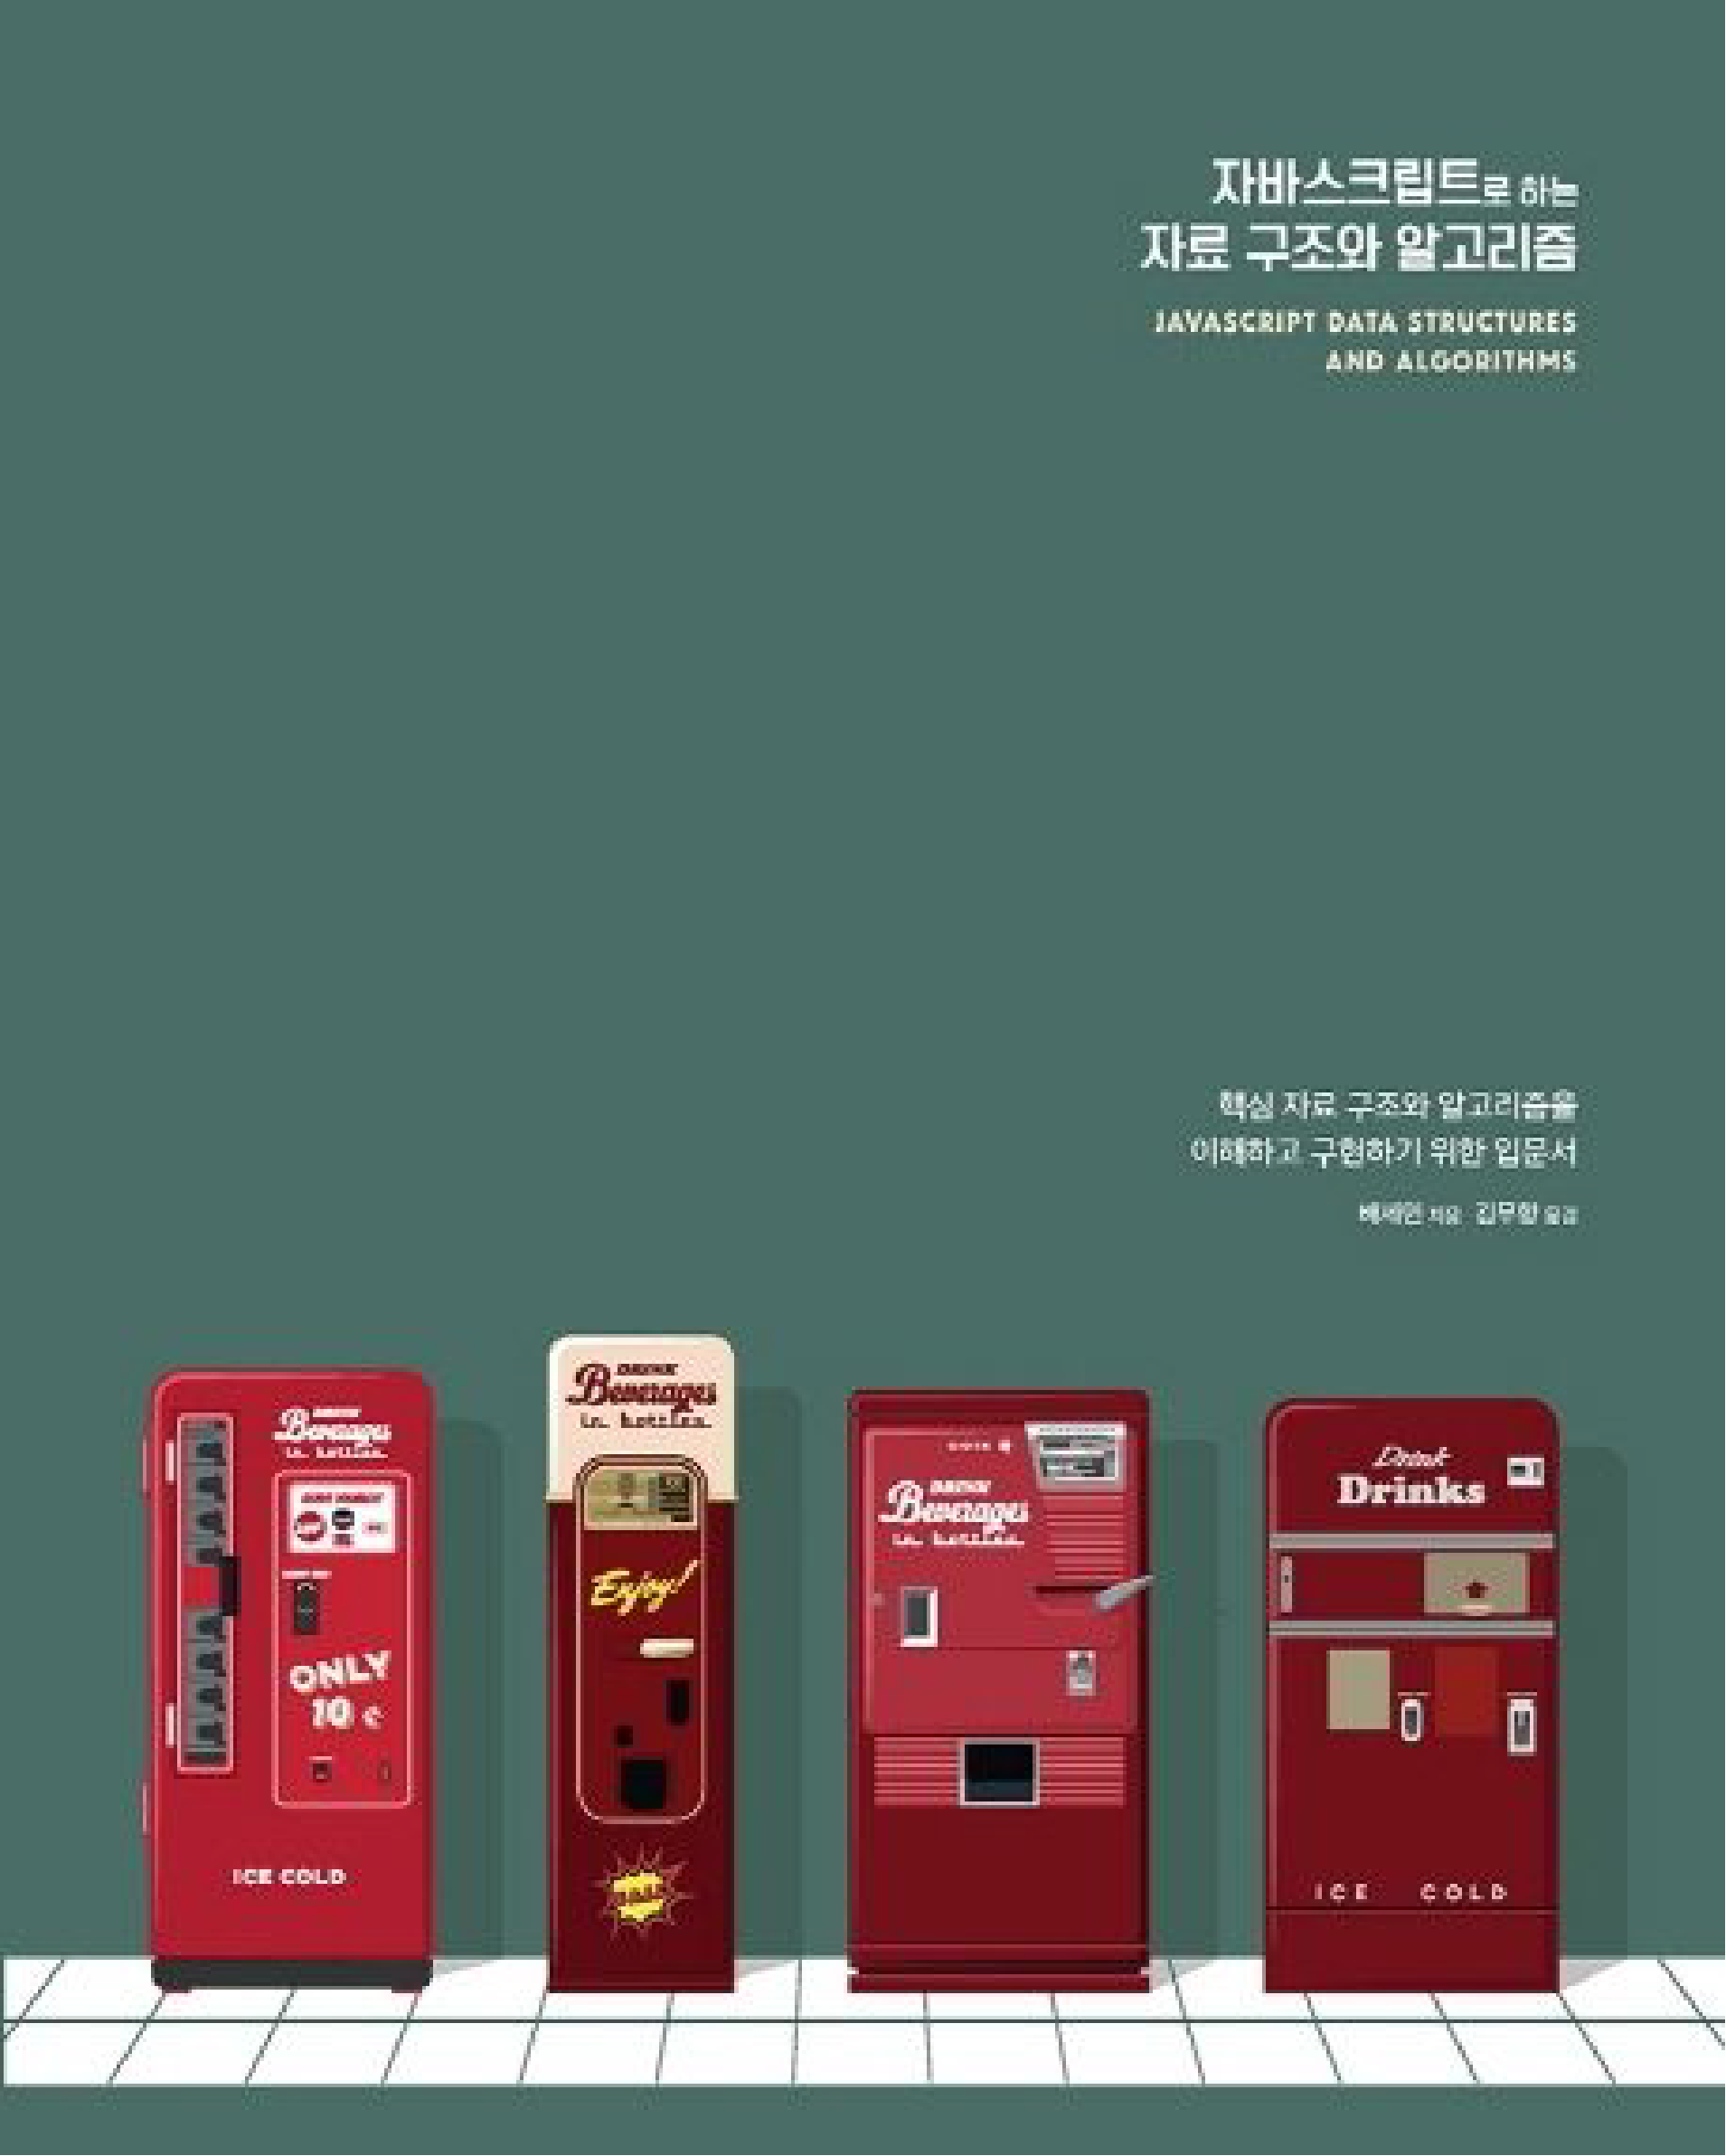 자바스크립트로 하는
자료 구조와 알고리즘
JAVASCRIPT DATA STRUCTURES
AND ALGORITHMS
핵심 자료 구조와 알고리즘을
이해하고 구현하기 위한 입문서
배세민 지음 김무항 옮김
DRINK
Beverages
in bottles
ONLY
10 ¢
ICE COLD
DRINK
Beverages
in bottles
Enjoy!
DRINK
Beverages
in bottles
Drink
Drinks
ICE COLD